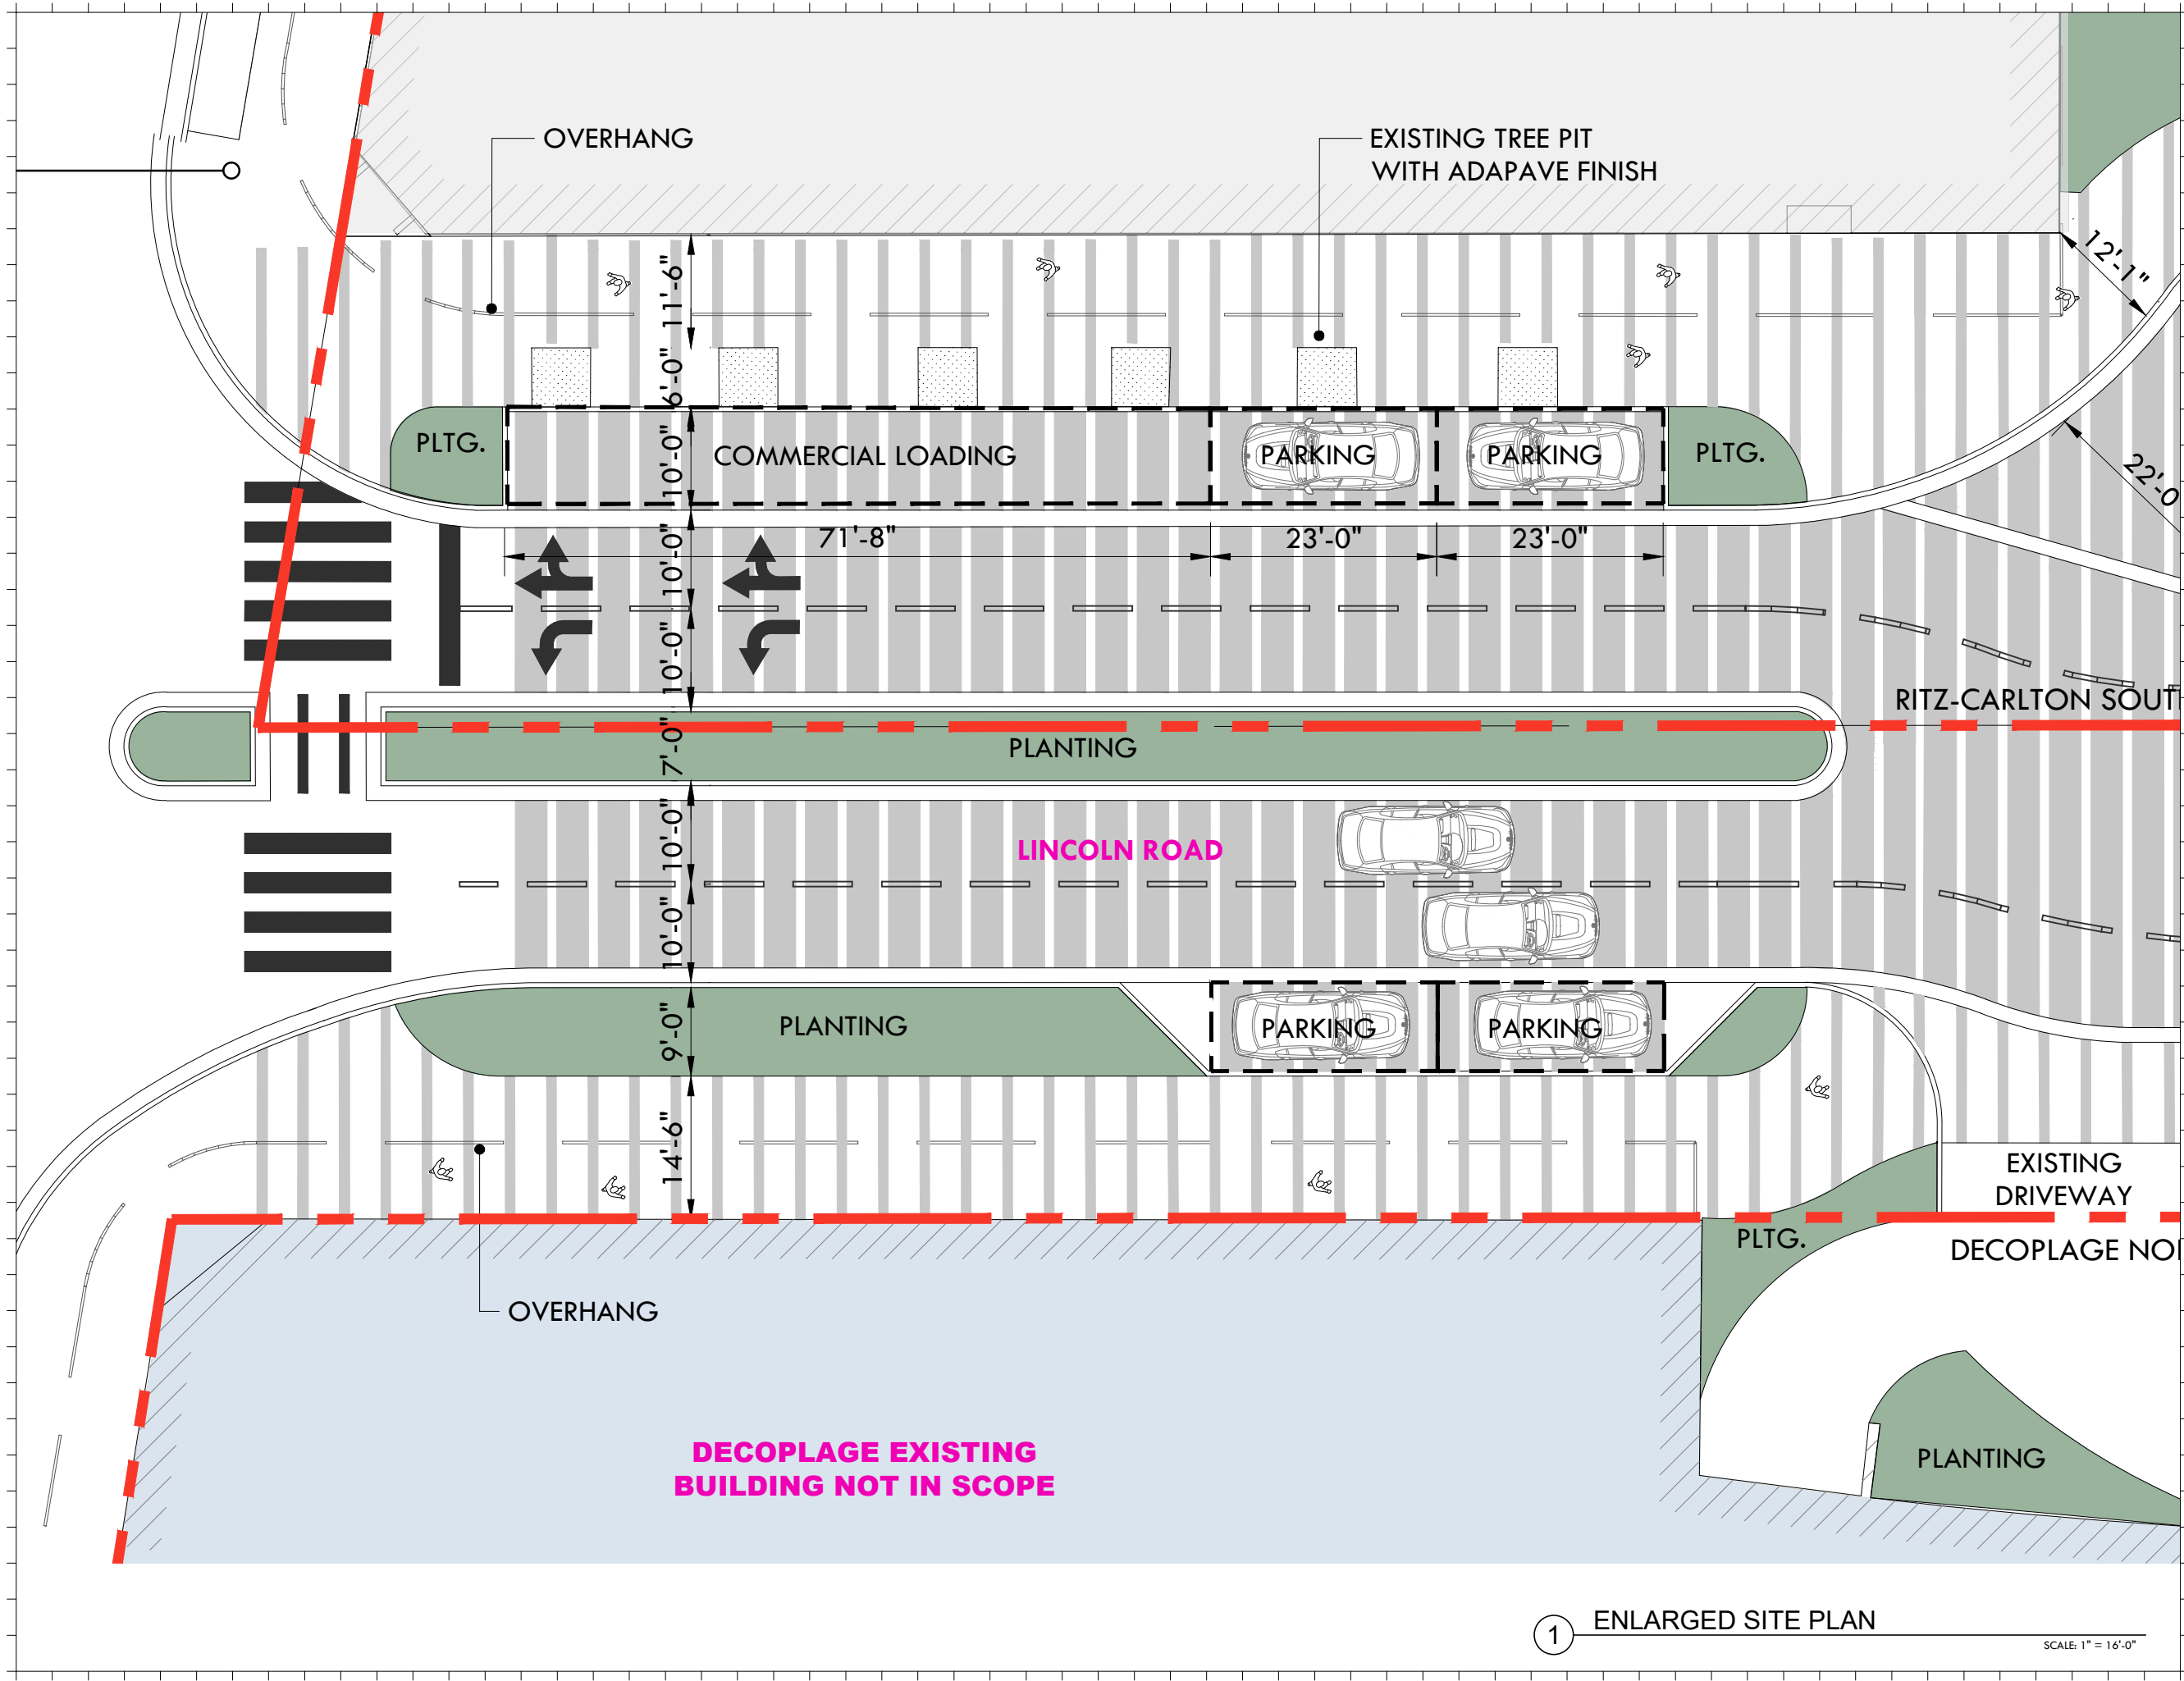 OVERHANG
EXISTING TREE PIT
WITH ADAPAVE FINISH
12'-1"
11'-6"
6'-0"
PLTG.
COMMERCIAL LOADING
10'-0"
PARKING
PARKING
PLTG.
22'-0
71'-8"
23'-0"
23'-0"
10'-0"
10'-0"
RITZ-CARLTON SOUT
7'-0"
PLANTING
10'-0"
LINCOLN ROAD
10'-0"
9'-0"
PLANTING
PARKING
PARKING
14'-6"
EXISTING
DRIVEWAY
PLTG.
DECOPLAGE NO
OVERHANG
DECOPLAGE EXISTING
BUILDING NOT IN SCOPE
PLANTING
1
ENLARGED SITE PLAN
SCALE: 1" = 16'-0"